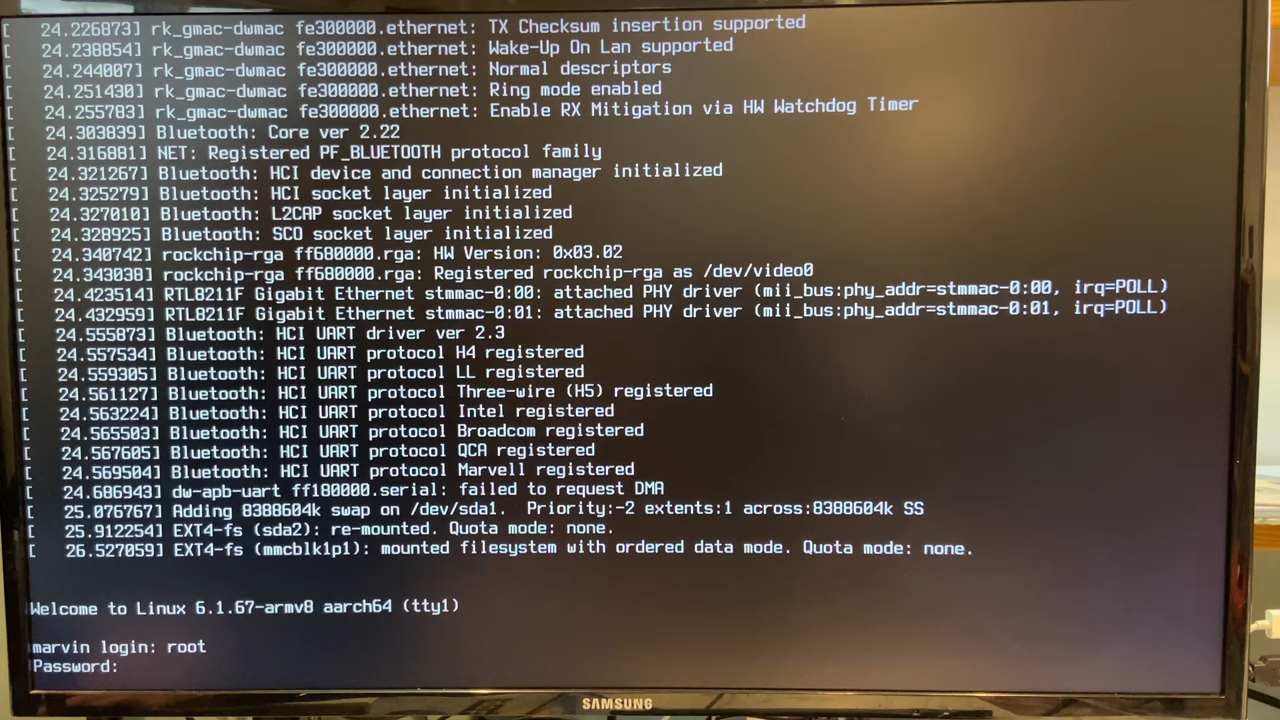 [   24.226873] rk_gmac-dwmac fe300000.ethernet: TX Checksum insertion supported
[   24.238854] rk_gmac-dwmac fe300000.ethernet: Wake-Up On Lan supported
[   24.244007] rk_gmac-dwmac fe300000.ethernet: Normal descriptors
[   24.251430] rk_gmac-dwmac fe300000.ethernet: Ring mode enabled
[   24.255783] rk_gmac-dwmac fe300000.ethernet: Enable RX Mitigation via HW Watchdog Timer
[   24.303839] Bluetooth: Core ver 2.22
[   24.316881] NET: Registered PF_BLUETOOTH protocol family
[   24.321267] Bluetooth: HCI device and connection manager initialized
[   24.325279] Bluetooth: HCI socket layer initialized
[   24.327010] Bluetooth: L2CAP socket layer initialized
[   24.328925] Bluetooth: SCO socket layer initialized
[   24.340742] rockchip-rga ff680000.rga: HW Version: 0x03.02
[   24.343038] rockchip-rga ff680000.rga: Registered rockchip-rga as /dev/video0
[   24.423514] RTL8211F Gigabit Ethernet stmmac-0:00: attached PHY driver (mii_bus:phy_addr=stmmac-0:00, irq=POLL)
[   24.432959] RTL8211F Gigabit Ethernet stmmac-0:01: attached PHY driver (mii_bus:phy_addr=stmmac-0:01, irq=POLL)
[   24.555873] Bluetooth: HCI UART driver ver 2.3
[   24.557534] Bluetooth: HCI UART protocol H4 registered
[   24.559305] Bluetooth: HCI UART protocol LL registered
[   24.561127] Bluetooth: HCI UART protocol Three-wire (H5) registered
[   24.563224] Bluetooth: HCI UART protocol Intel registered
[   24.565503] Bluetooth: HCI UART protocol Broadcom registered
[   24.567605] Bluetooth: HCI UART protocol QCA registered
[   24.569504] Bluetooth: HCI UART protocol Marvell registered
[   24.686943] dw-apb-uart ff180000.serial: failed to request DMA
[   25.076767] Adding 8388604k swap on /dev/sda1.  Priority:-2 extents:1 across:8388604k SS
[   25.912254] EXT4-fs (sda2): re-mounted. Quota mode: none.
[   26.527059] EXT4-fs (mmcblk1p1): mounted filesystem with ordered data mode. Quota mode: none.
Welcome to Linux 6.1.67-armv8 aarch64 (tty1)
marvin login: root
Password:
SAMSUNG